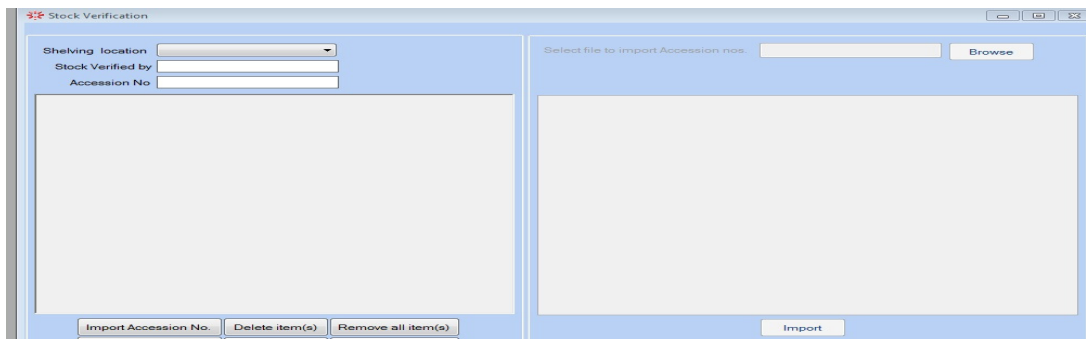 Stock Verification
Shelving location
Stock Verified by
Accession No
Import Accession No. Delete item(s) Remove all item(s)
Select file to import Accession nos. Browse
Import